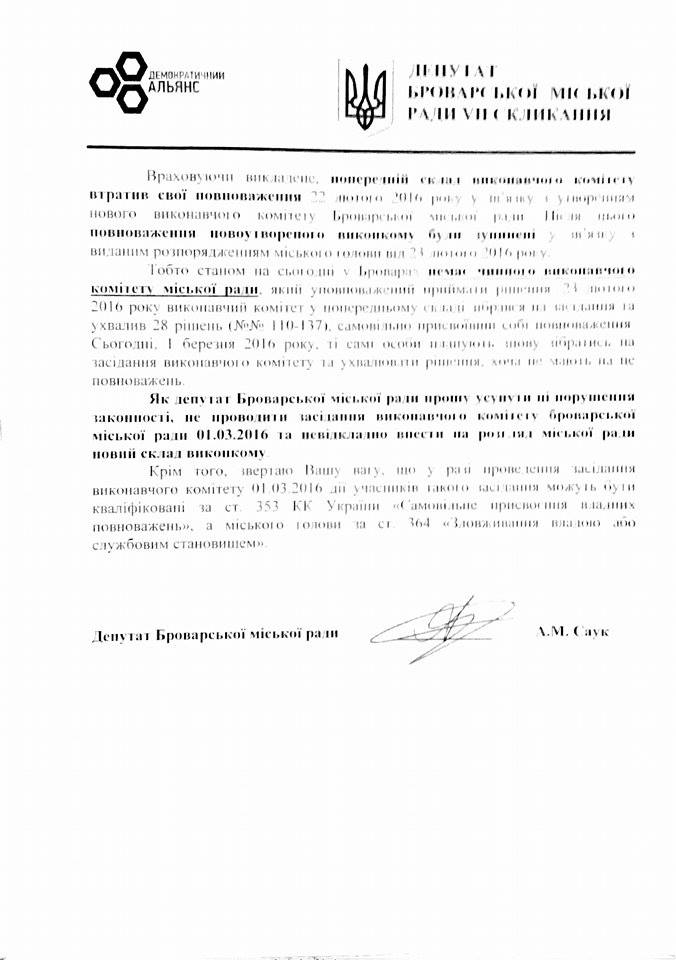 ДЕМОКРАТИЧНИЙ
АЛЬЯНС
ДЕПУТАТ
БРОВАРСЬКОЇ МІСЬКОЇ
РАДИ VII СКЛИКАННЯ
Враховуючи викладене, попередній склад виконавчого комітету
втратив свої повноваження 22 лютого 2016 року у зв'язку з утворенням
нового виконавчого комітету Броварської міської ради. Після цього
повноваження новоутвореного виконкому були зупинені у зв'язку з
виданим розпорядженням міського голови від 23 лютого 2016 року.
Тобто станом на сьогодні у Броварах немає чинного виконавчого
комітету міської ради, який уповноважений приймати рішення. 23 лютого
2016 року виконавчий комітет у попередньому складі зібрався на засідання та
ухвалив 28 рішень (№№ 110-137), самовільно присвоївши собі повноваження.
Сьогодні, 1 березня 2016 року, ті самі особи планують знову зібратись на
засідання виконавчого комітету та ухвалювати рішення, хоча не мають на це
повноважень.
Як депутат Броварської міської ради прошу усунути ці порушення
законності, не проводити засідання виконавчого комітету броварської
міської ради 01.03.2016 та невідкладно внести на розгляд міської ради
новий склад виконкому.
Крім того, звертаю Вашу вагу, що у разі проведення засідання
виконавчого комітету 01.03.2016 дії учасників такого засідання можуть бути
кваліфіковані за ст. 353 КК України «Самовільне присвоєння владних
повноважень», а міського голови за ст. 364 «Зловживання владою або
службовим становищем».
Депутат Броварської міської ради А.М. Саук